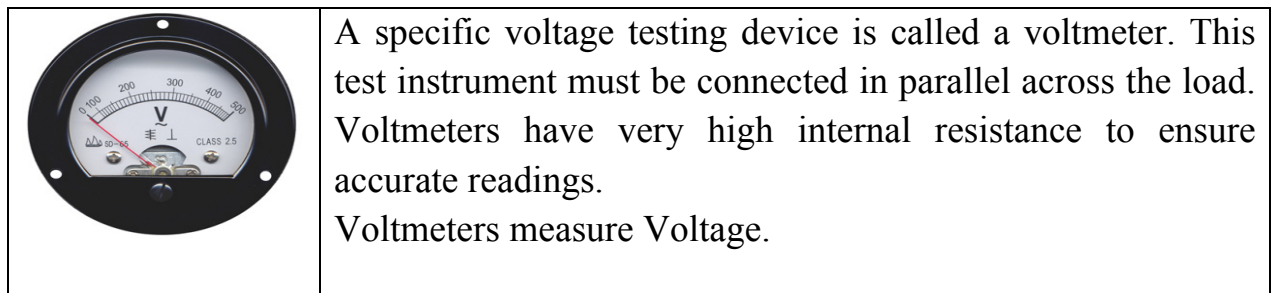 0 100 200 300 400 500
V
~
SD-65
CLASS 2.5
A specific voltage testing device is called a voltmeter. This
test instrument must be connected in parallel across the load.
Voltmeters have very high internal resistance to ensure
accurate readings.
Voltmeters measure Voltage.